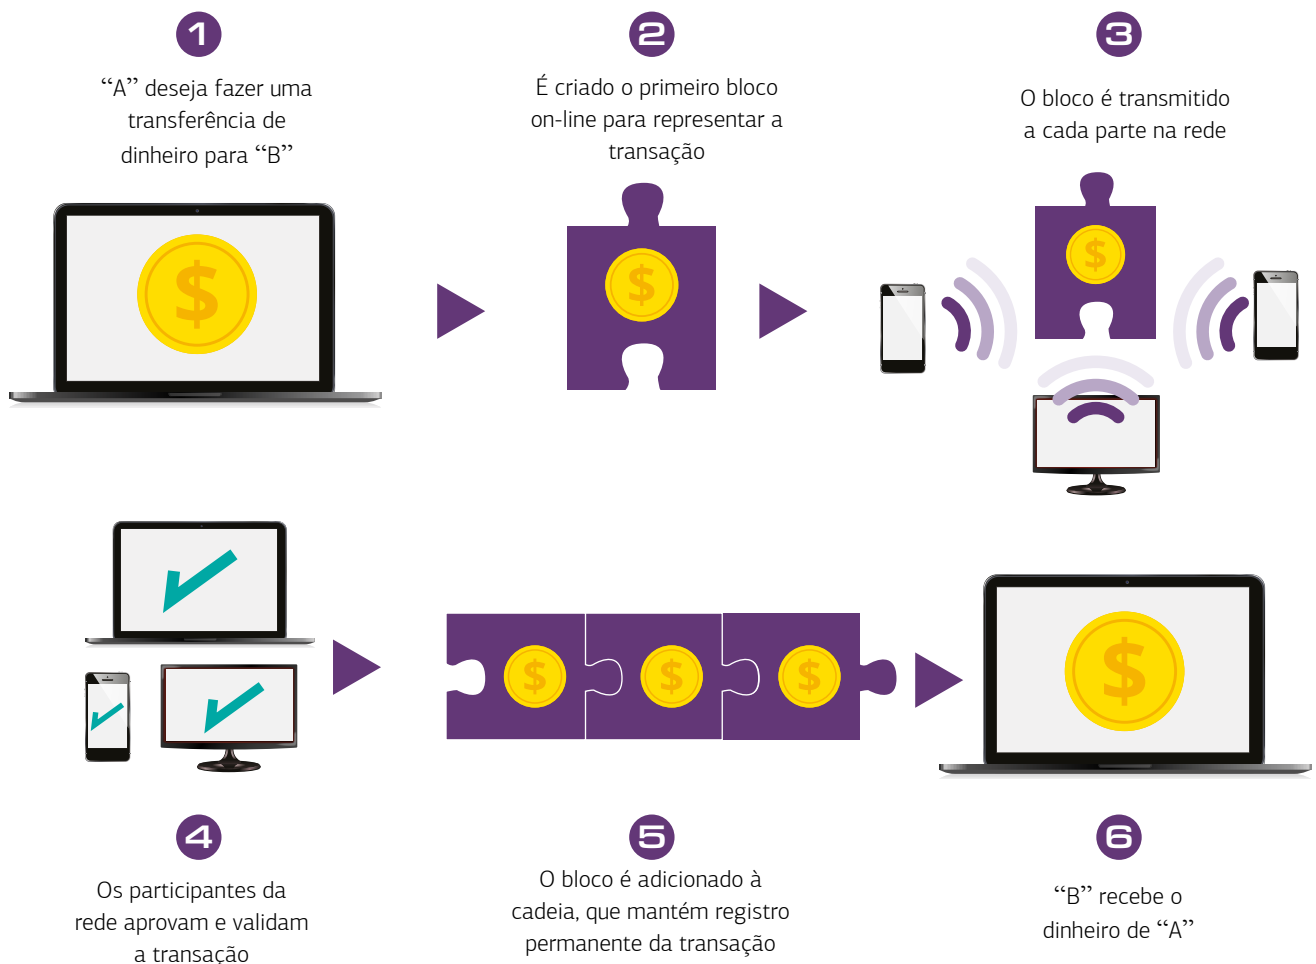 1
“A” deseja fazer uma
transferência de
dinheiro para “B”
2
É criado o primeiro bloco
on-line para representar a
transação
3
O bloco é transmitido
a cada parte na rede
$
$
$
$
$
$
$
4
Os participantes da
rede aprovam e validam
a transação
5
O bloco é adicionado à
cadeia, que mantém registro
permanente da transação
6
“B” recebe o
dinheiro de “A”